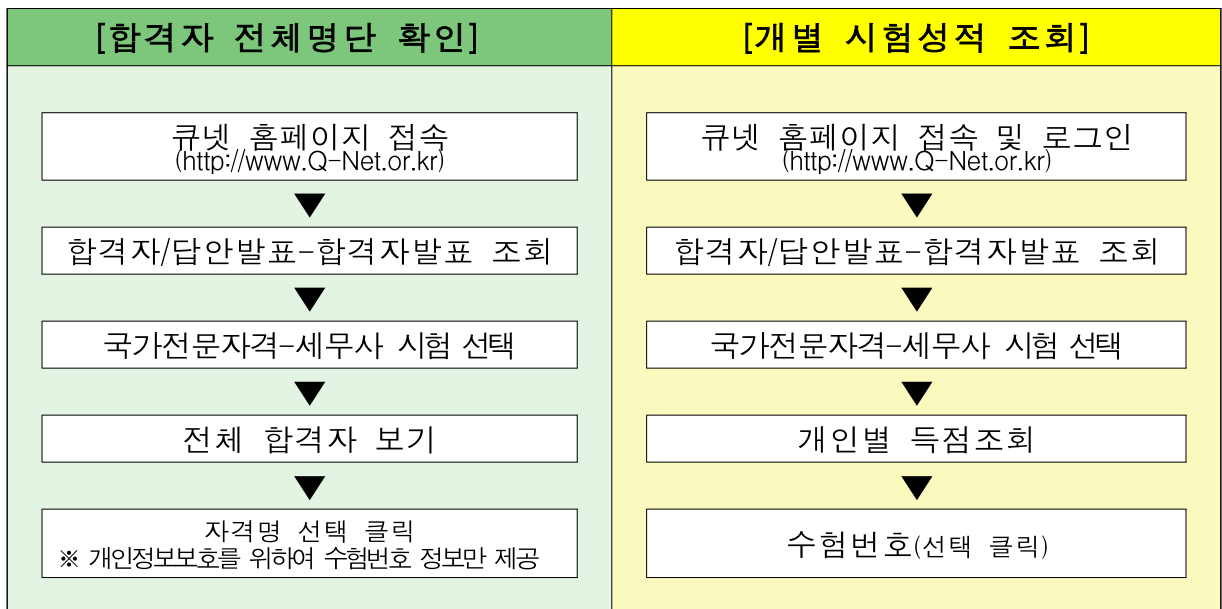 [합격자 전체명단 확인]
큐넷 홈페이지 접속
(http://www.Q-Net.or.kr)
합격자/답안발표-합격자발표 조회
국가전문자격-세무사 시험 선택
전체 합격자 보기
자격명 선택 클릭
※ 개인정보보호를 위하여 수험번호 정보만 제공
[개별 시험성적 조회]
큐넷 홈페이지 접속 및 로그인
(http://www.Q-Net.or.kr)
합격자/답안발표-합격자발표 조회
국가전문자격-세무사 시험 선택
개인별 득점조회
수험번호(선택 클릭)